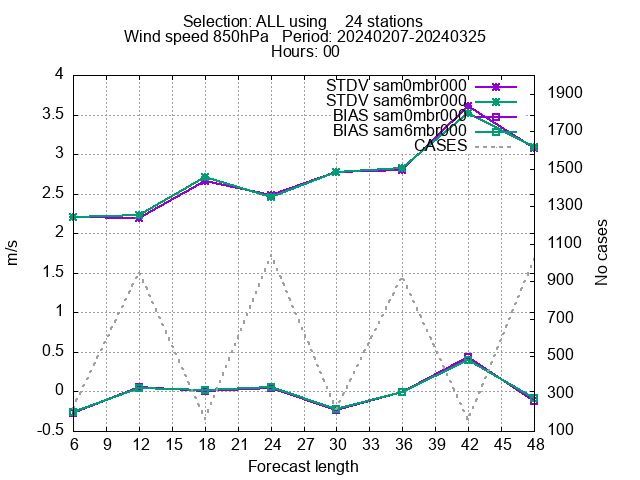 Selection: ALL using    24 stations
Wind speed 850hPa   Period: 20240207-20240325
Hours: 00
STDV sam0mbr000
STDV sam6mbr000
BIAS sam0mbr000
BIAS sam6mbr000
CASES
4
3.5
3
2.5
2
1.5
1
0.5
0
-0.5
m/s
1900
1700
1500
1300
1100
900
700
500
300
100
No cases
6 9 12 15 18 21 24 27 30 33 36 39 42 45 48
Forecast length